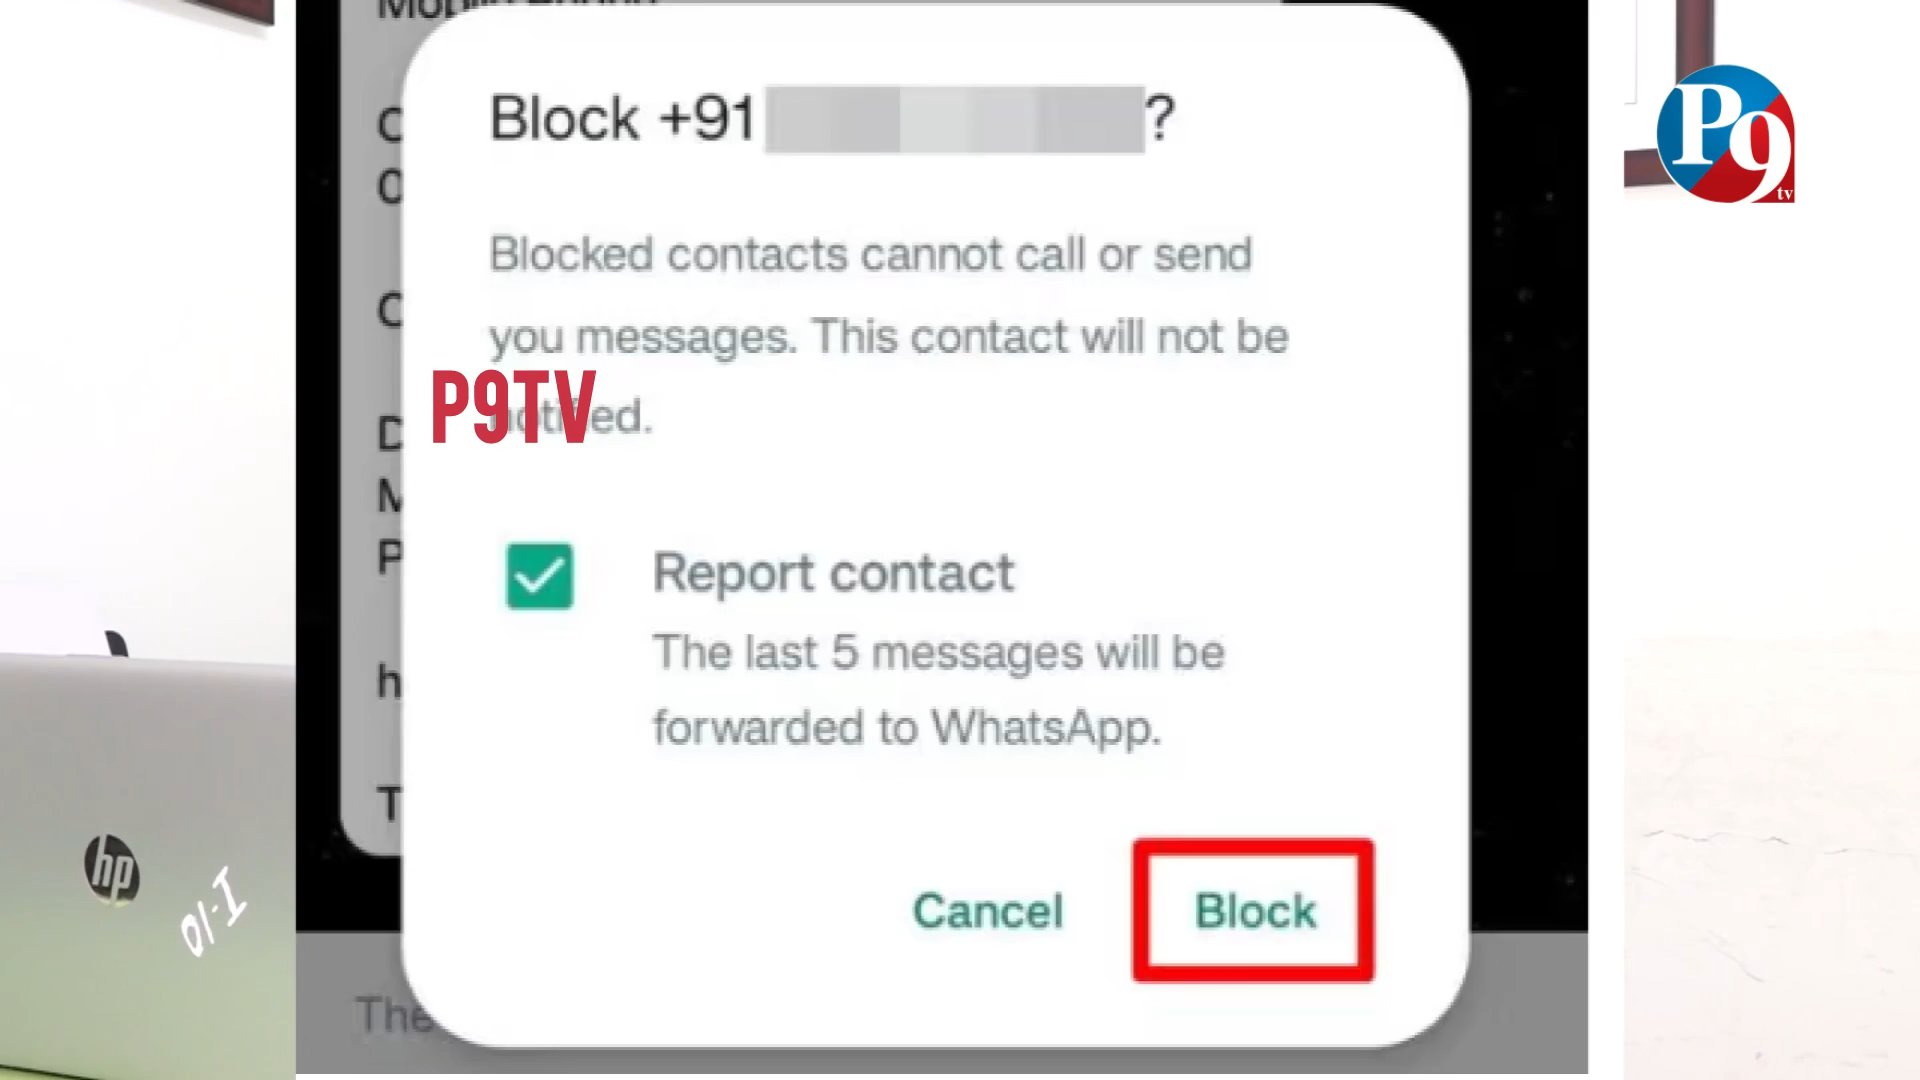 Block +91 ?
Blocked contacts cannot call or send
you messages. This contact will not be
notified.
P9TV
Report contact
The last 5 messages will be
forwarded to WhatsApp.
Cancel
Block
The
P9
tv
hp